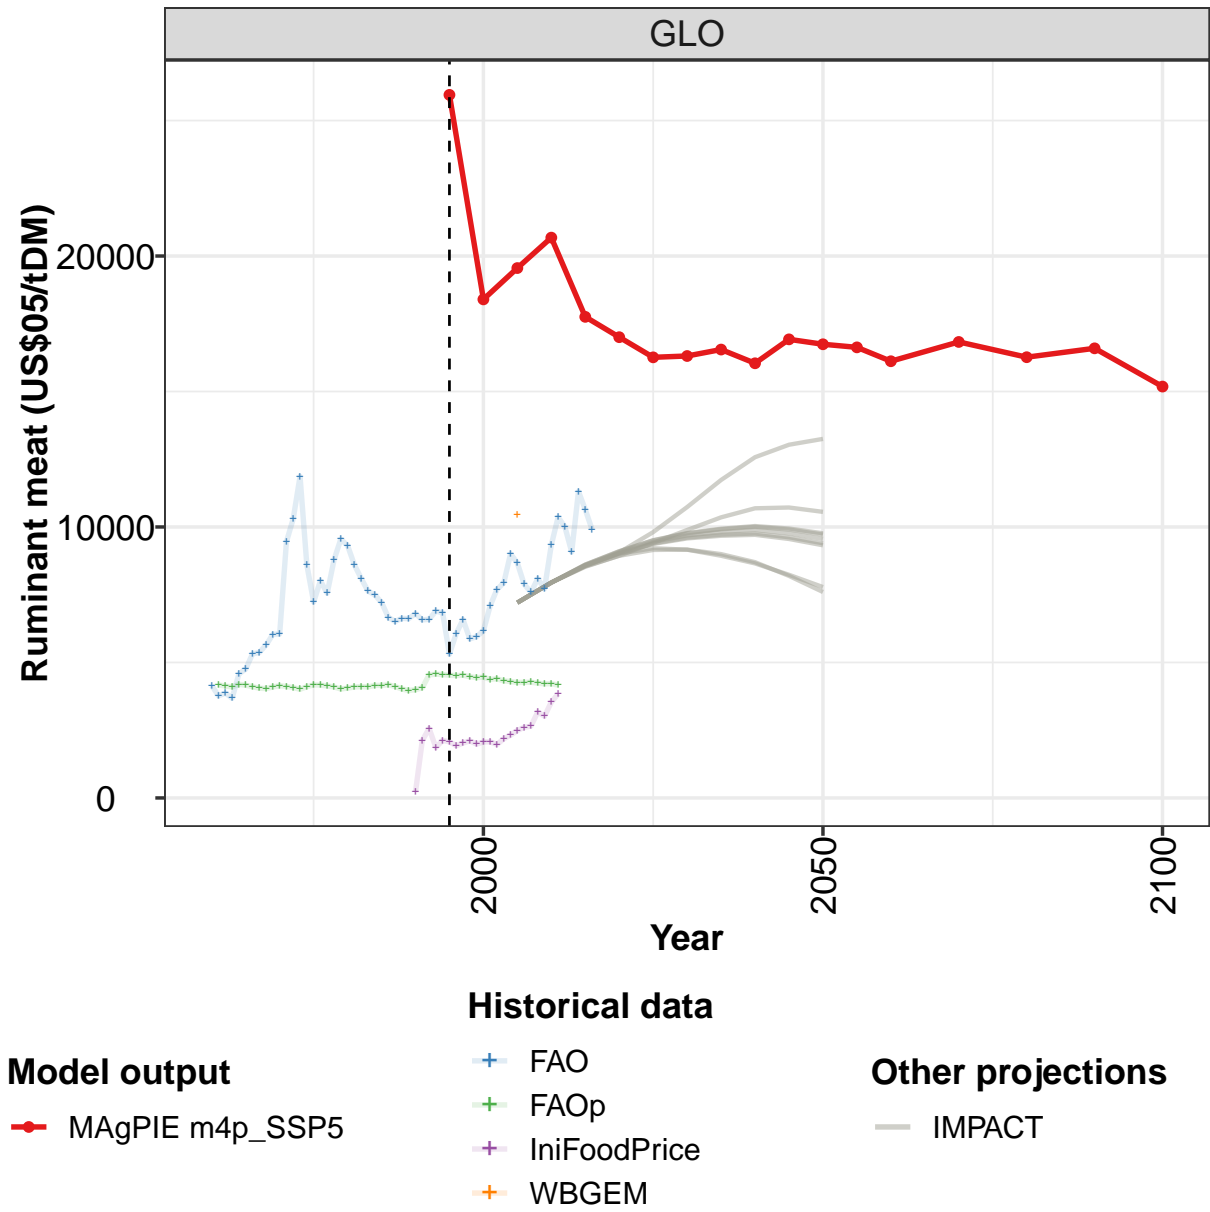 GLO
Ruminant meat (US$05/tDM)
20000
10000
0
2000
2050
2100
Year
Model output
MAgPIE m4p_SSP5
Historical data
FAO
FAOp
IniFoodPrice
WBGEM
Other projections
IMPACT